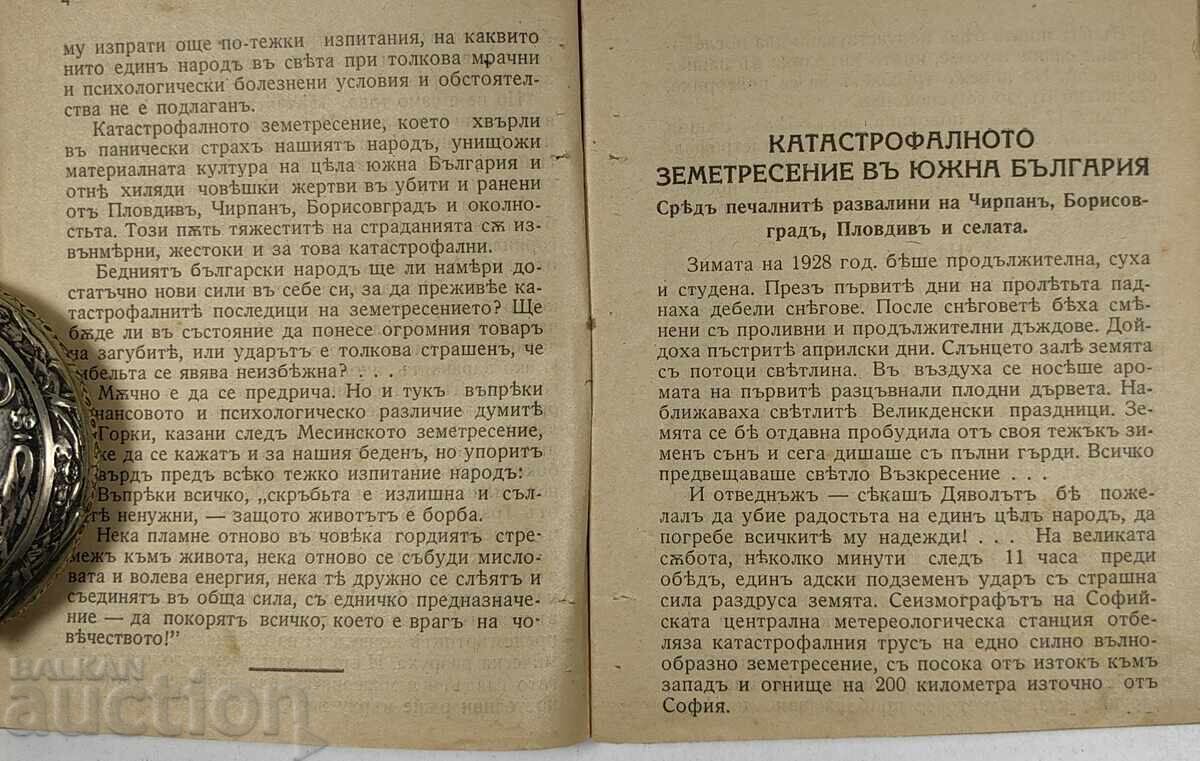 4
му изпрати още по-тежки изпитания, на каквито
нито единъ народъ въ свѣта при толкова мрачни
и психологически болезнени условия и обстоятел-
ства не е подлаганъ.
Катастрофалното земетресение, което хвърли
въ панически страхъ нашиятъ народъ, унищожи
материалната култура на цѣла южна България и
отнѣ хиляди човѣшки жертви въ убити и ранени
отъ Пловдивъ, Чирпанъ, Борисовградъ и околно-
стьта. Този пѫть тяжеститѣ на страданията сѫ из-
вънмѣрни, жестоки и за това катастрофални.
Бедниятъ български народъ ще ли намѣри до-
статъчно нови сили въ себе си, за да преживѣе ка-
тастрофалнитѣ последици на земетресението? Ще
бѫде ли въ състояние да понесе огромния товаръ
на загубитѣ, или ударътъ е толкова страшенъ, че
гибельта се явява неизбѣжна? . . .
Мѫчно е да се предрича. Но и тукъ въпрѣки
нансовото и психологическо различие думитѣ
Горки, казани следъ Месинското земетресение,
же да се кажатъ и за нашия беденъ, но упоритъ
върдъ предъ всѣко тежко изпитание народъ:
Въпрѣки всичко, „скръбьта е излишна и съл-
тѣ ненужни, — защото животътъ е борба.
Нека пламне отново въ човѣка гордиятъ стре-
межъ къмъ живота, нека отново се събуди мисло-
вата и волева енергия, нека тѣ дружно се слѣятъ и
съединятъ въ обща сила, съ едничко предназначе-
ние — да покорятъ всичко, което е врагъ на чо-
вѣчеството!”
КАТАСТРОФАЛНОТО
ЗЕМЕТРЕСЕНИЕ ВЪ ЮЖНА БЪЛГАРИЯ
Срѣдъ печалнитѣ развалини на Чирпанъ, Борисов-
градъ, Пловдивъ и селата.
Зимата на 1928 год. бѣше продължителна, суха
и студена. Презъ първитѣ дни на пролѣтьта пад-
наха дебели снѣгове. После снѣговетѣ бѣха смѣ-
нени съ проливни и продължителни дъждове. Дой-
доха пъстритѣ априлски дни. Слънцето залѣ земята
съ потоци свѣтлина. Въ въздуха се носѣше аро-
мата на първитѣ разцъвнали плодни дървета. На-
ближаваха свѣтлитѣ Великденски праздници. Зе-
мята се бѣ отдавна пробудила отъ своя тежъкъ зи-
менъ сънъ и сега дишаше съ пълни гърди. Всичко
предвещаваше свѣтло Възкресение . . .
И отведнъжъ — сѣкашъ Дяволътъ бѣ поже-
лалъ да убие радостьта на единъ цѣлъ народъ, да
погребе всичкитѣ му надежди! . . . На великата
сѫбота, нѣколко минути следъ 11 часа преди
обѣдъ, единъ адски подземенъ ударъ съ страшна
сила раздруса земята. Сеизмографътъ на Софий-
ската централна метереологическа станция отбе-
ляза катастрофалния трусъ на едно силно вълно-
образно земетресение, съ посока отъ изтокъ къмъ
западъ и огнище на 200 километра източно отъ
София.
БАЛКАН
auction